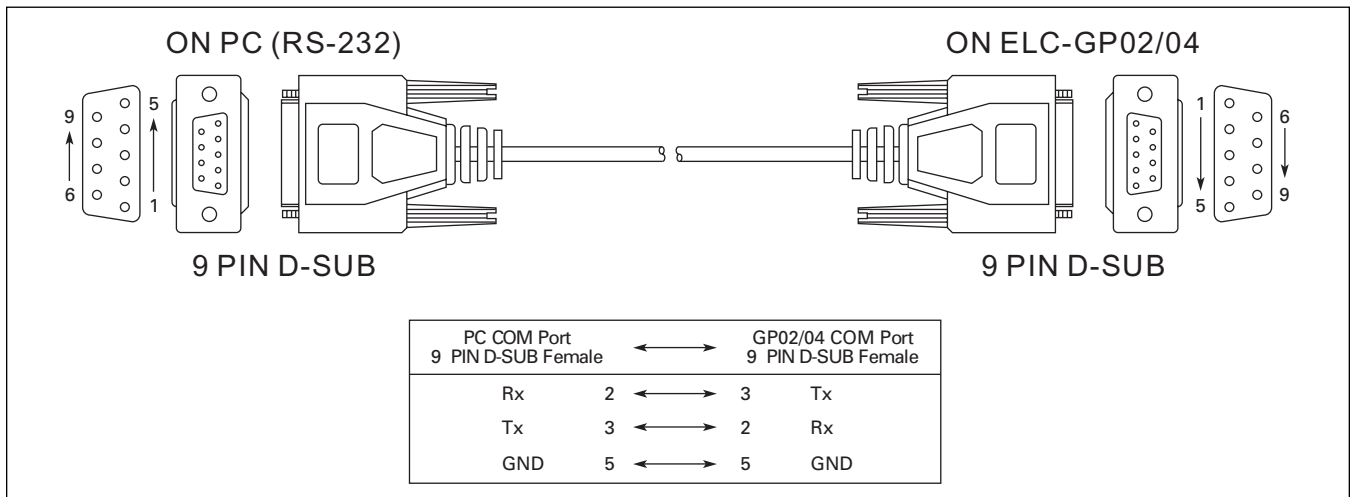 ON PC (RS-232)
ON ELC-GP02/04
9
5
6
1
1
6
5
9
9 PIN D-SUB
9 PIN D-SUB
PC COM Port
9 PIN D-SUB Female
GP02/04 COM Port
9 PIN D-SUB Female
Rx 2 3 Tx
Tx 3 2 Rx
GND 5 5 GND